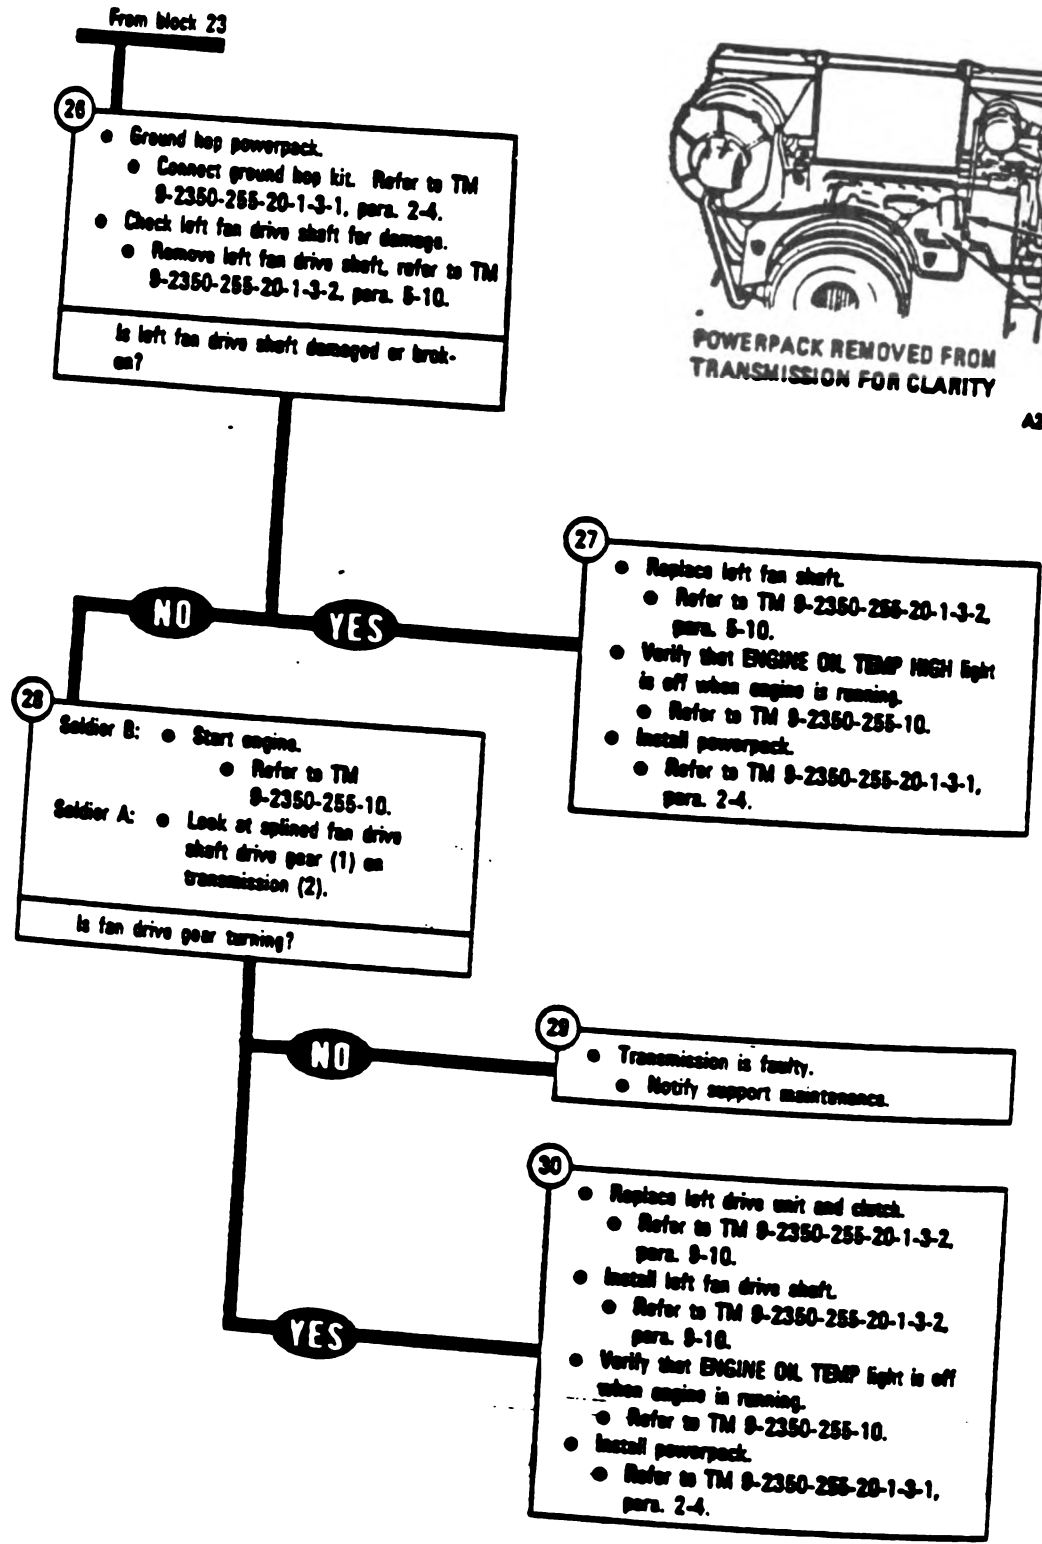 From block 23
26
● Ground hop powerpack.
● Connect ground hop kit. Refer to TM
9-2350-255-20-1-3-1, para. 2-4.
● Check left fan drive shaft for damage.
● Remove left fan drive shaft, refer to TM
9-2350-255-20-1-3-2, para. 5-10.
Is left fan drive shaft damaged or brok-
en?
POWERPACK REMOVED FROM
TRANSMISSION FOR CLARITY
NO
YES
27
● Replace left fan shaft.
● Refer to TM 9-2350-255-20-1-3-2,
para. 5-10.
● Verify that ENGINE OIL TEMP HIGH light
is off when engine is running.
● Refer to TM 9-2350-255-10.
● Install powerpack.
● Refer to TM 9-2350-255-20-1-3-1,
para. 2-4.
28
Soldier B: ● Start engine.
● Refer to TM
9-2350-255-10.
Soldier A: ● Look at splined fan drive
shaft drive gear (1) on
transmission (2).
Is fan drive gear turning?
NO
29
● Transmission is faulty.
● Notify support maintenance.
YES
30
● Replace left drive unit and clutch.
● Refer to TM 9-2350-255-20-1-3-2,
para. 9-10.
● Install left fan drive shaft.
● Refer to TM 9-2350-255-20-1-3-2,
para. 9-10.
● Verify that ENGINE OIL TEMP light is off
when engine in running.
● Refer to TM 9-2350-255-10.
● Install powerpack.
● Refer to TM 9-2350-255-20-1-3-1,
para. 2-4.